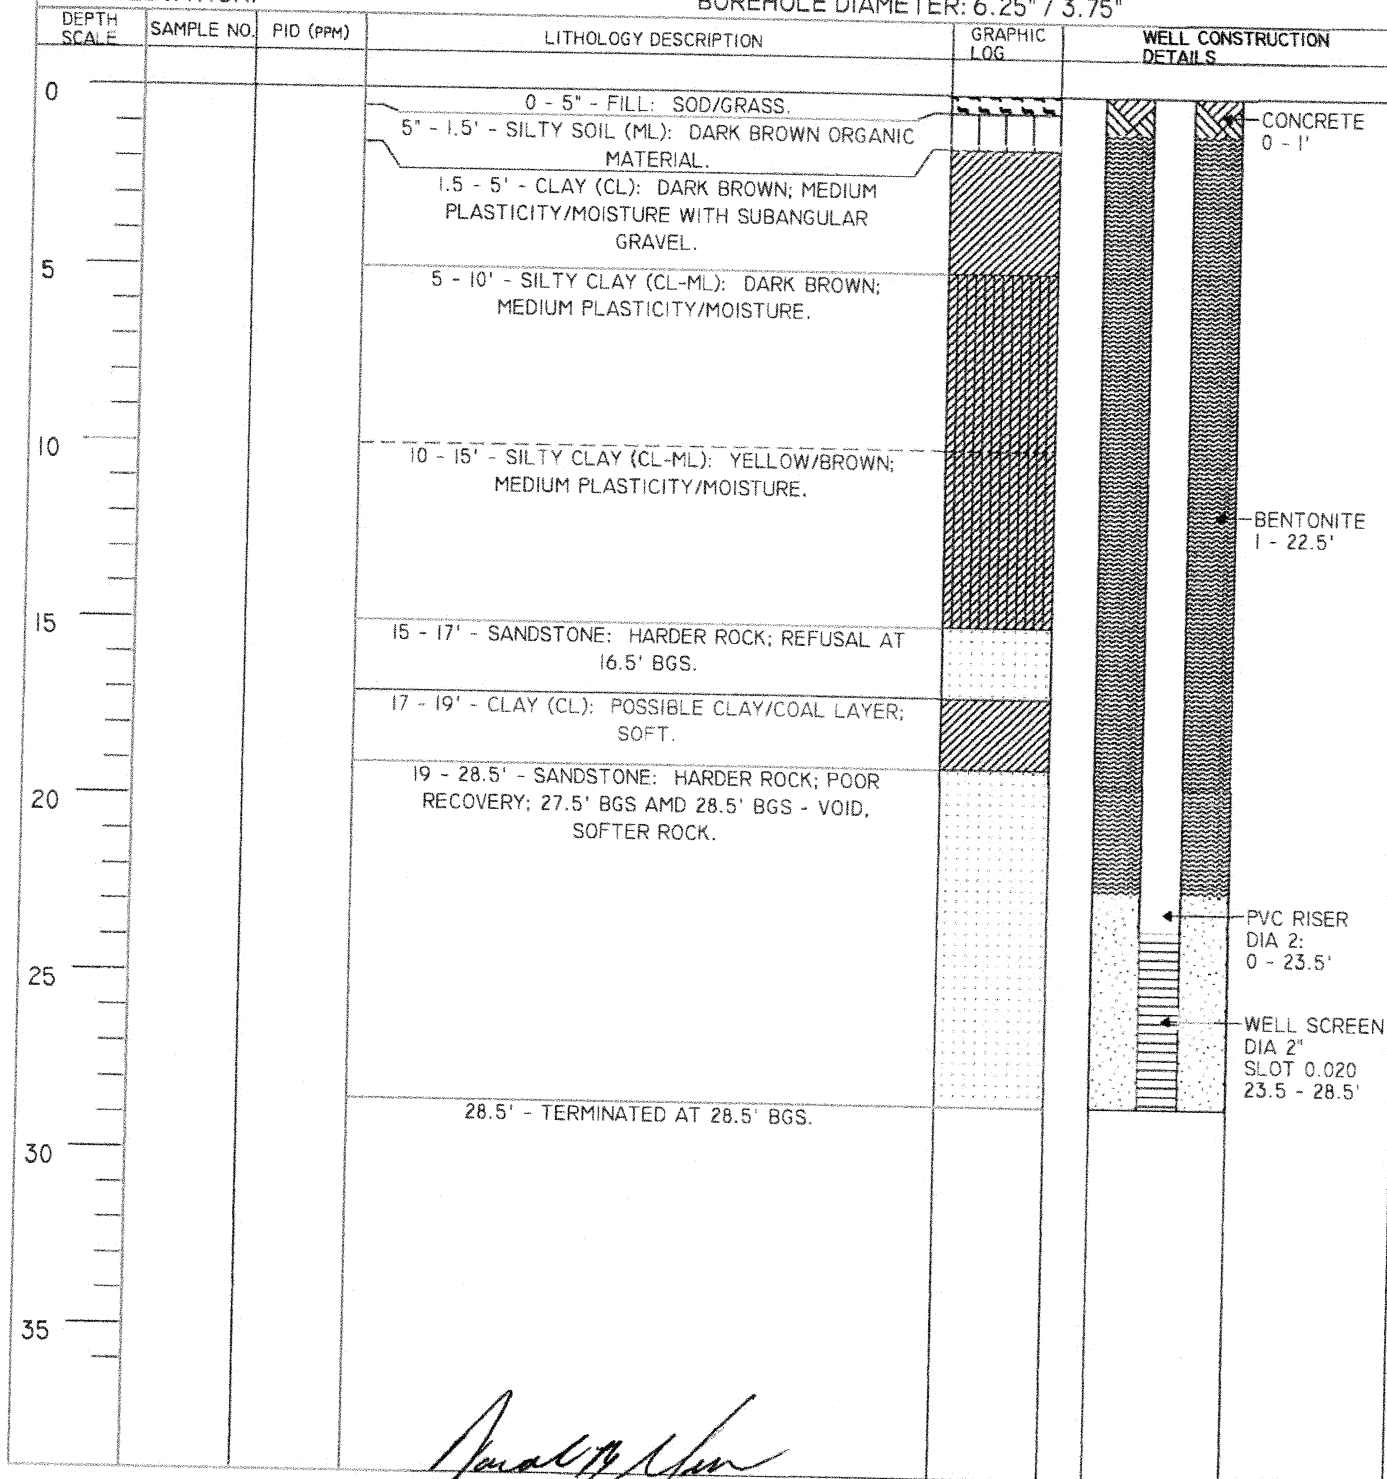 BOREHOLE DIAMETER: 6.25" / 3.75"
DEPTH SCALE
SAMPLE NO.
PID (PPM)
LITHOLOGY DESCRIPTION
GRAPHIC LOG
WELL CONSTRUCTION DETAILS
0
0 - 5" - FILL: SOD/GRASS.
5" - 1.5' - SILTY SOIL (ML): DARK BROWN ORGANIC
MATERIAL.
1.5 - 5' - CLAY (CL): DARK BROWN; MEDIUM
PLASTICITY/MOISTURE WITH SUBANGULAR
GRAVEL.
CONCRETE
0 - 1'
5
5 - 10' - SILTY CLAY (CL-ML): DARK BROWN;
MEDIUM PLASTICITY/MOISTURE.
10
10 - 15' - SILTY CLAY (CL-ML): YELLOW/BROWN;
MEDIUM PLASTICITY/MOISTURE.
BENTONITE
1 - 22.5'
15
15 - 17' - SANDSTONE: HARDER ROCK; REFUSAL AT
16.5' BGS.
17 - 19' - CLAY (CL): POSSIBLE CLAY/COAL LAYER;
SOFT.
20
19 - 28.5' - SANDSTONE: HARDER ROCK; POOR
RECOVERY; 27.5' BGS AMD 28.5' BGS - VOID,
SOFTER ROCK.
PVC RISER
DIA 2:
0 - 23.5'
25
WELL SCREEN
DIA 2"
SLOT 0.020
23.5 - 28.5'
28.5' - TERMINATED AT 28.5' BGS.
30
35